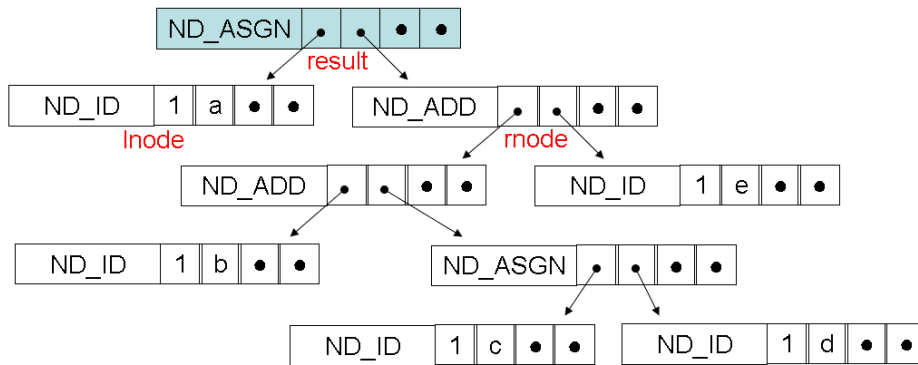 ND_ASGN
result
ND_ID 1 a
ND_ADD
lnode
rnode
ND_ADD
ND_ID 1 e
ND_ID 1 b
ND_ASGN
ND_ID 1 c
ND_ID 1 d